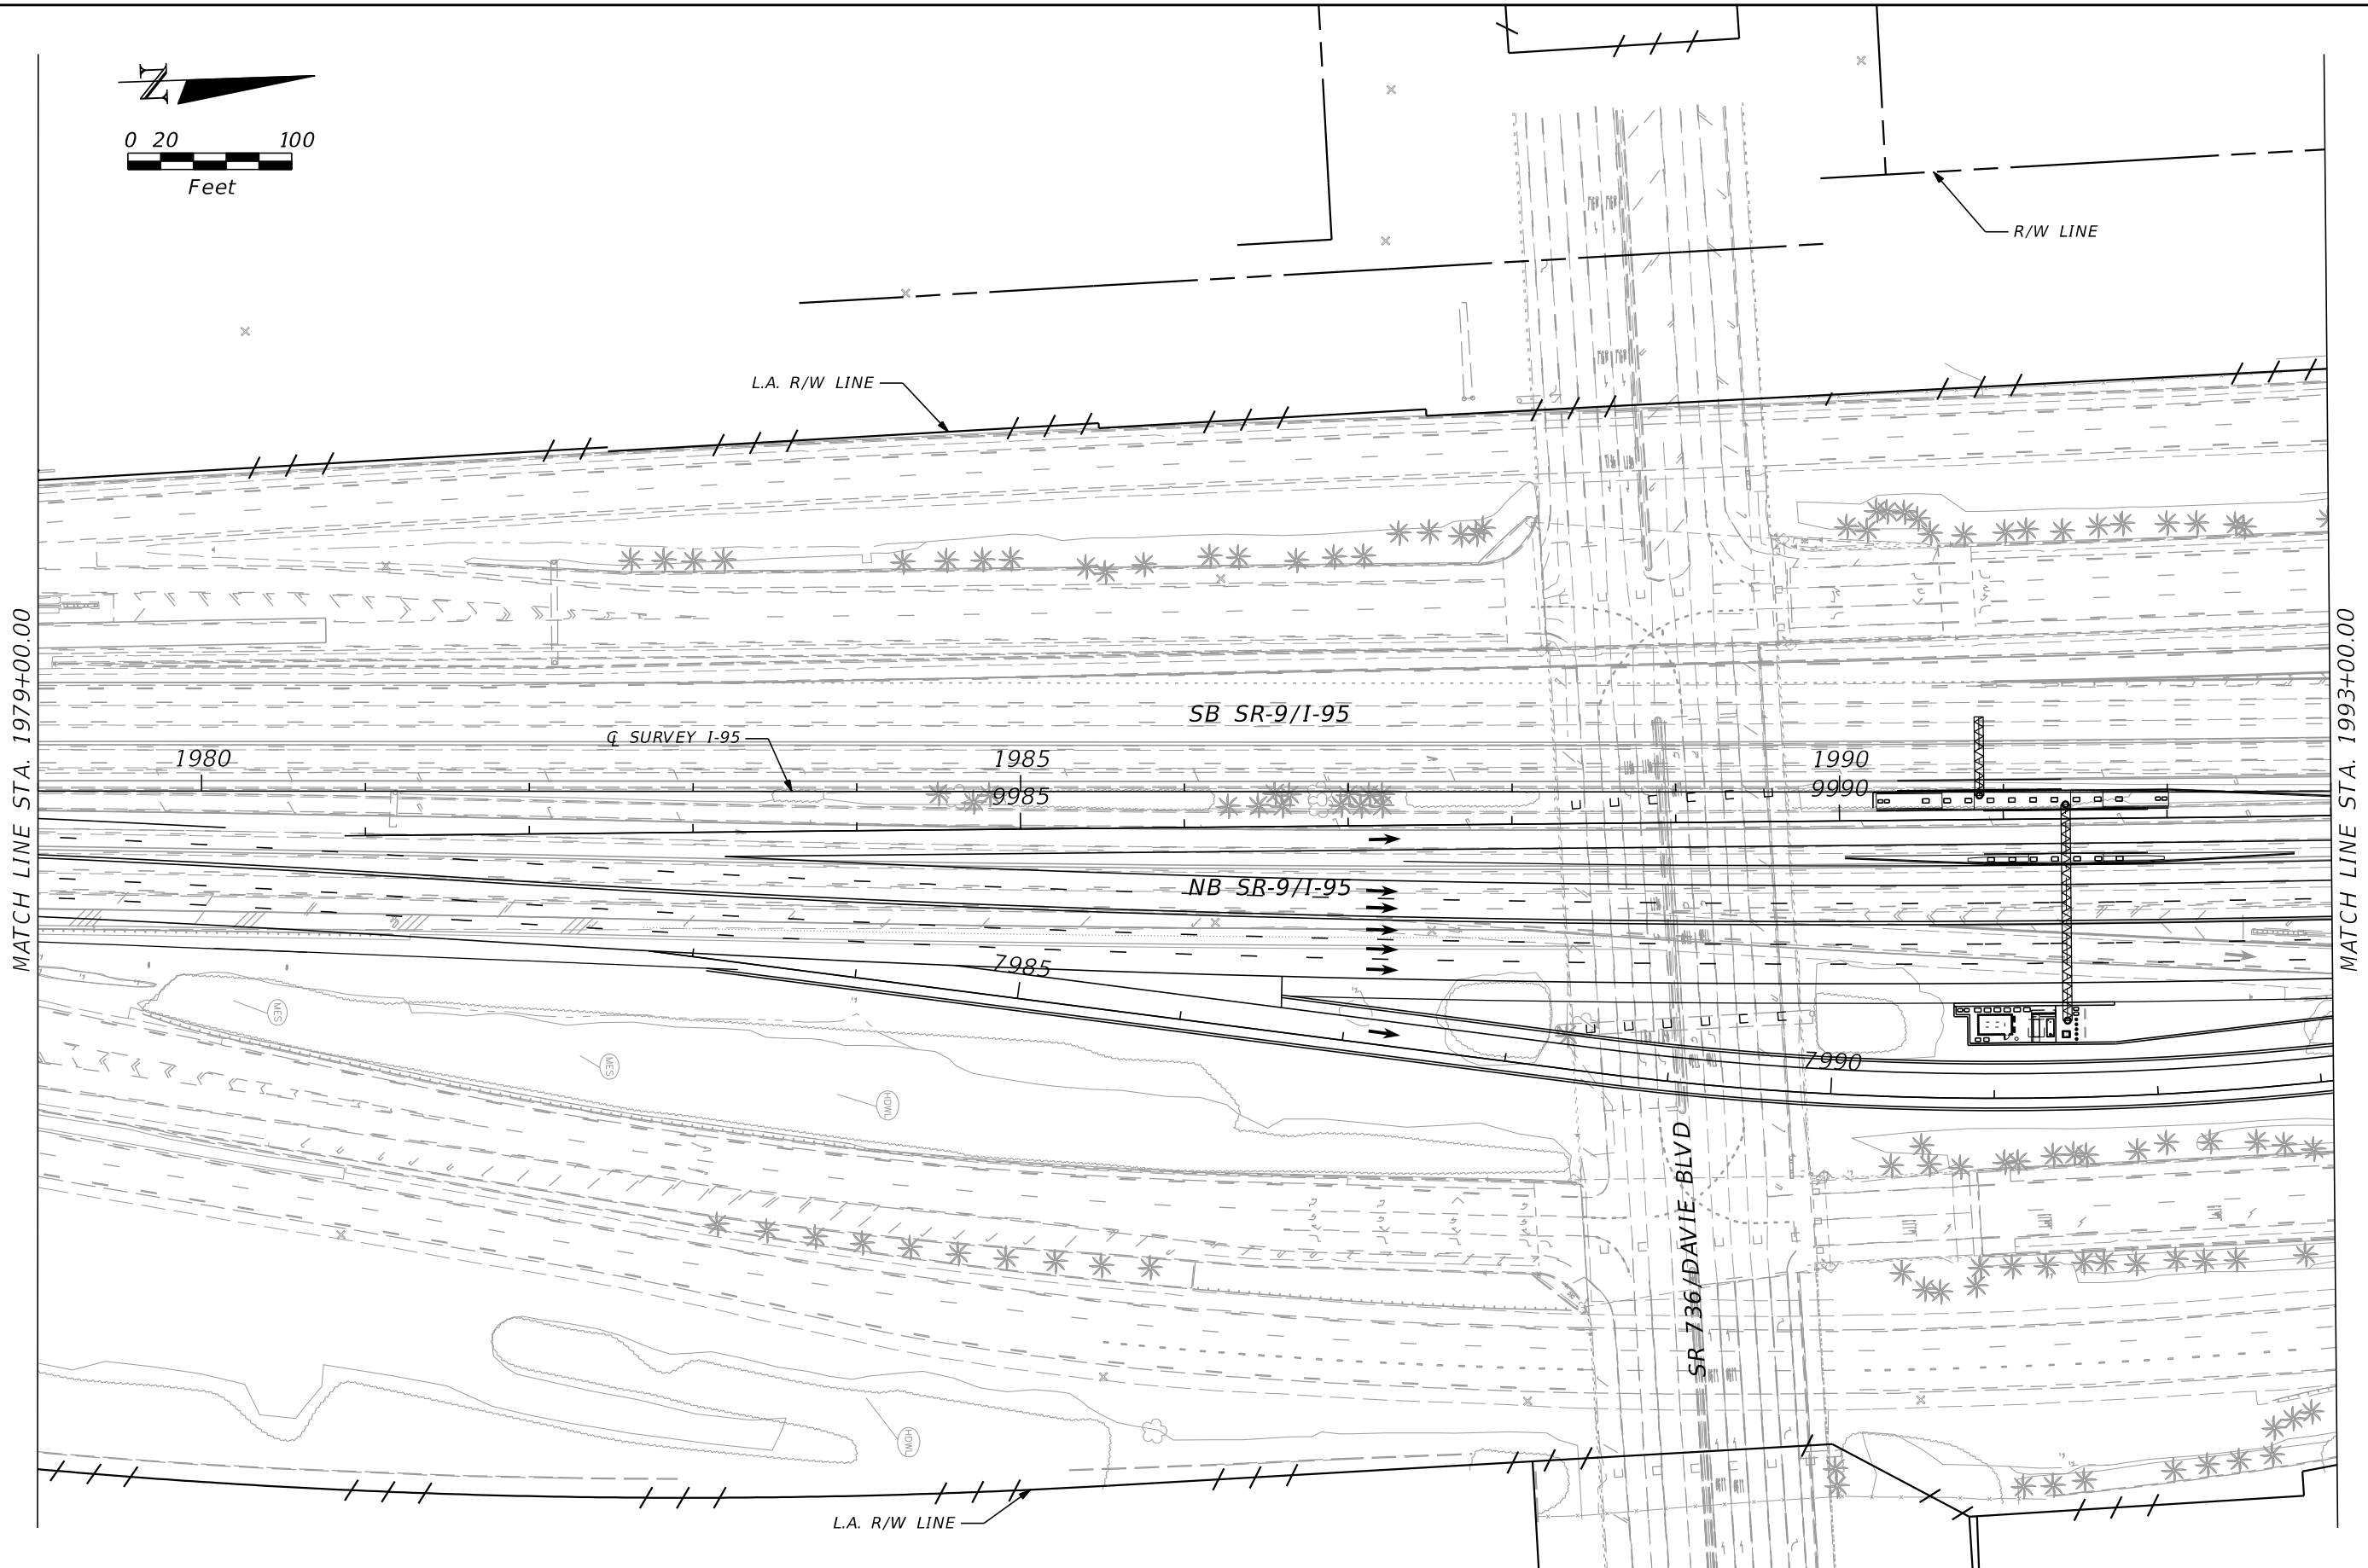 N
0 20 100
Feet
R/W LINE
L.A. R/W LINE
MATCH LINE STA. 1979+00.00
MATCH LINE STA. 1993+00.00
SB SR-9/I-95
℄ SURVEY I-95
1980
1985
1990
9985
9990
NB SR-9/I-95
7985
MES
MES
7990
HDWL
SR 736/DAVIE BLVD
HDWL
L.A. R/W LINE